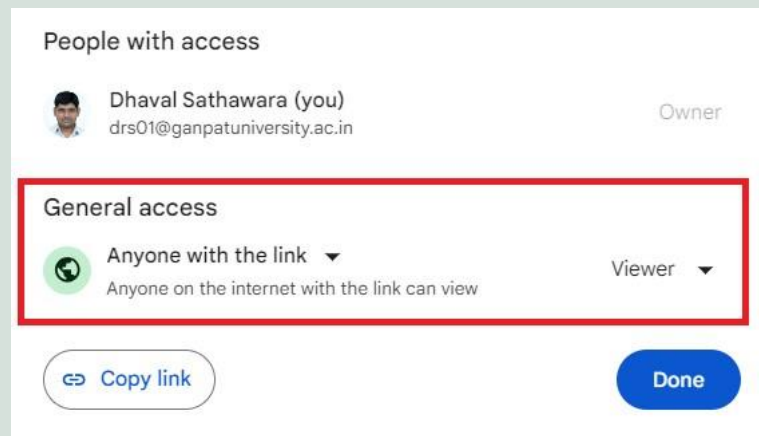 People with access
Dhaval Sathawara (you)
drs01@ganpatuniversity.ac.in
Owner
General access
Anyone with the link
Anyone on the internet with the link can view
Viewer
Copy link
Done